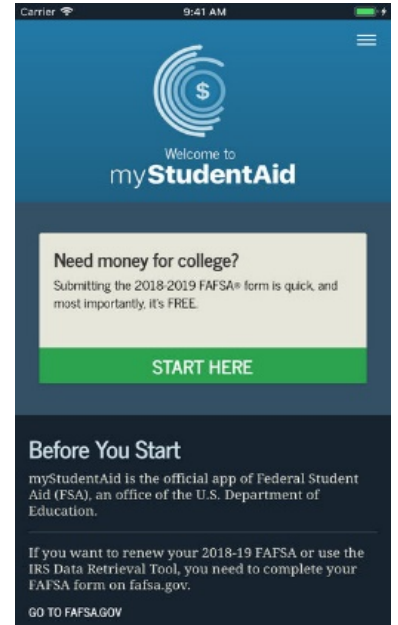 Carrier 9:41 AM
$
Welcome to
myStudentAid
Need money for college?
Submitting the 2018-2019 FAFSA® form is quick, and
most importantly, it's FREE.
START HERE
Before You Start
myStudentAid is the official app of Federal Student
Aid (FSA), an office of the U.S. Department of
Education.
If you want to renew your 2018-19 FAFSA or use the
IRS Data Retrieval Tool, you need to complete your
FAFSA form on fafsa.gov.
GO TO FAFSA.GOV